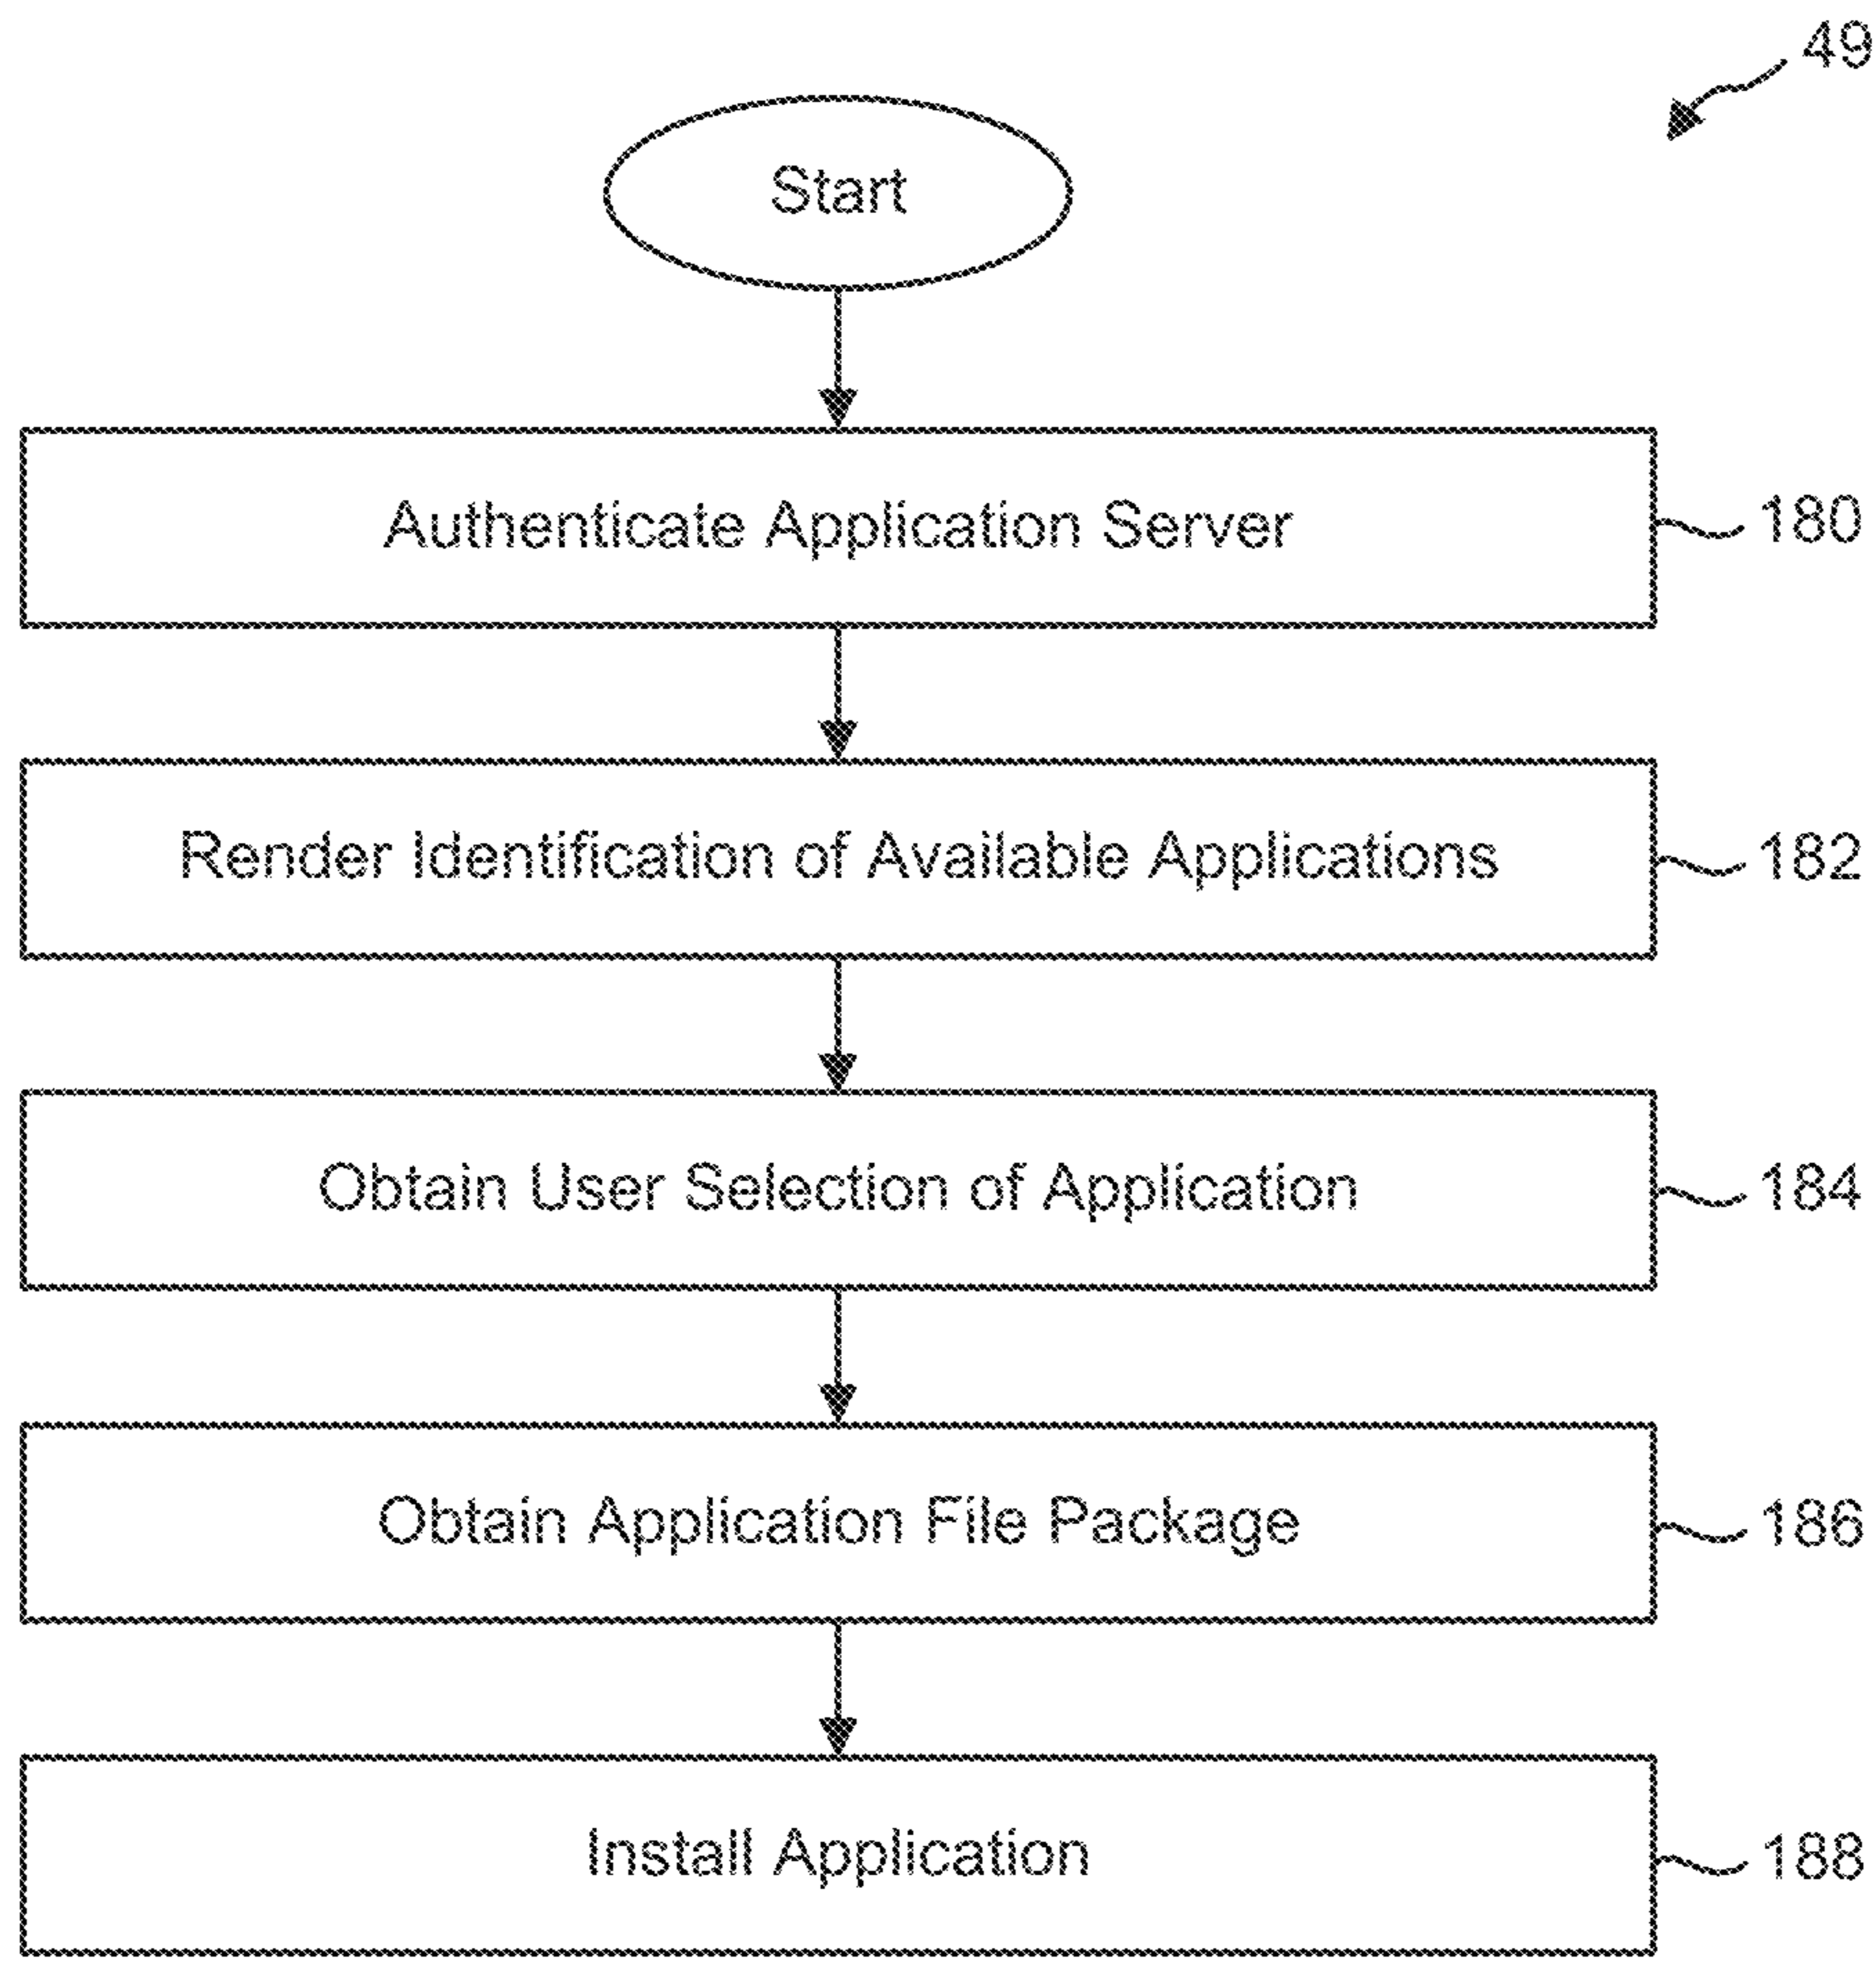 49
Start
Authenticate Application Server
180
Render Identification of Available Applications
182
Obtain User Selection of Application
184
Obtain Application File Package
186
Install Application
188